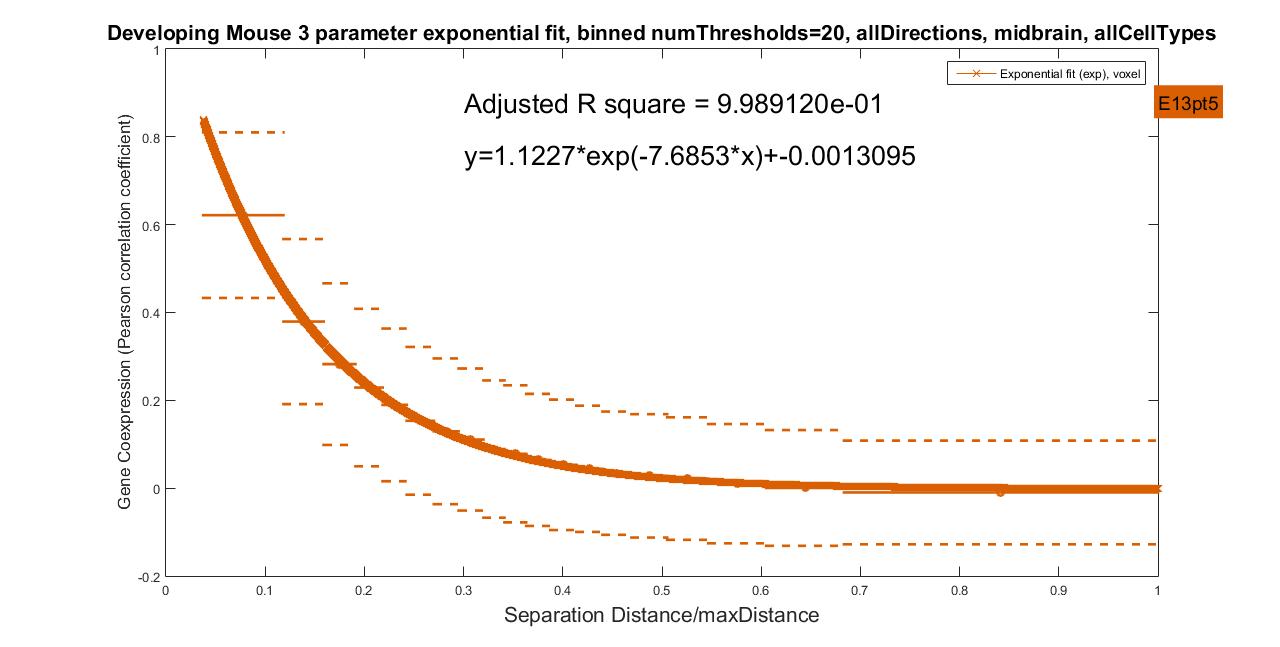 Developing Mouse 3 parameter exponential fit, binned numThresholds=20, allDirections, midbrain, allCellTypes
Exponential fit (exp), voxel
E13pt5
Adjusted R square = 9.989120e-01
y=1.1227*exp(-7.6853*x)+-0.0013095
Gene Coexpression (Pearson correlation coefficient)
1
0.8
0.6
0.4
0.2
0
-0.2
0 0.1 0.2 0.3 0.4 0.5 0.6 0.7 0.8 0.9 1
Separation Distance/maxDistance